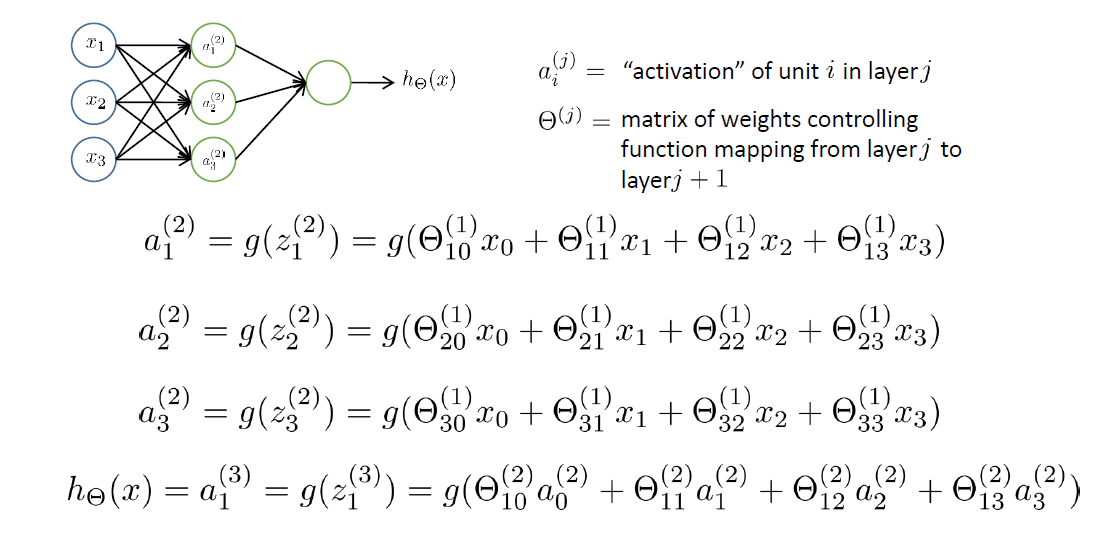 x₁
x₂
x₃
a₁⁽²⁾
a₂⁽²⁾
a₃⁽²⁾
h_Θ(x)
aᵢ⁽ʲ⁾ = “activation” of unit i in layer j
Θ⁽ʲ⁾ = matrix of weights controlling
function mapping from layer j to
layer j + 1
a₁⁽²⁾ = g(z₁⁽²⁾) = g(Θ₁₀⁽¹⁾x₀ + Θ₁₁⁽¹⁾x₁ + Θ₁₂⁽¹⁾x₂ + Θ₁₃⁽¹⁾x₃)
a₂⁽²⁾ = g(z₂⁽²⁾) = g(Θ₂₀⁽¹⁾x₀ + Θ₂₁⁽¹⁾x₁ + Θ₂₂⁽¹⁾x₂ + Θ₂₃⁽¹⁾x₃)
a₃⁽²⁾ = g(z₃⁽²⁾) = g(Θ₃₀⁽¹⁾x₀ + Θ₃₁⁽¹⁾x₁ + Θ₃₂⁽¹⁾x₂ + Θ₃₃⁽¹⁾x₃)
h_Θ(x) = a₁⁽³⁾ = g(z₁⁽³⁾) = g(Θ₁₀⁽²⁾a₀⁽²⁾ + Θ₁₁⁽²⁾a₁⁽²⁾ + Θ₁₂⁽²⁾a₂⁽²⁾ + Θ₁₃⁽²⁾a₃⁽²⁾)